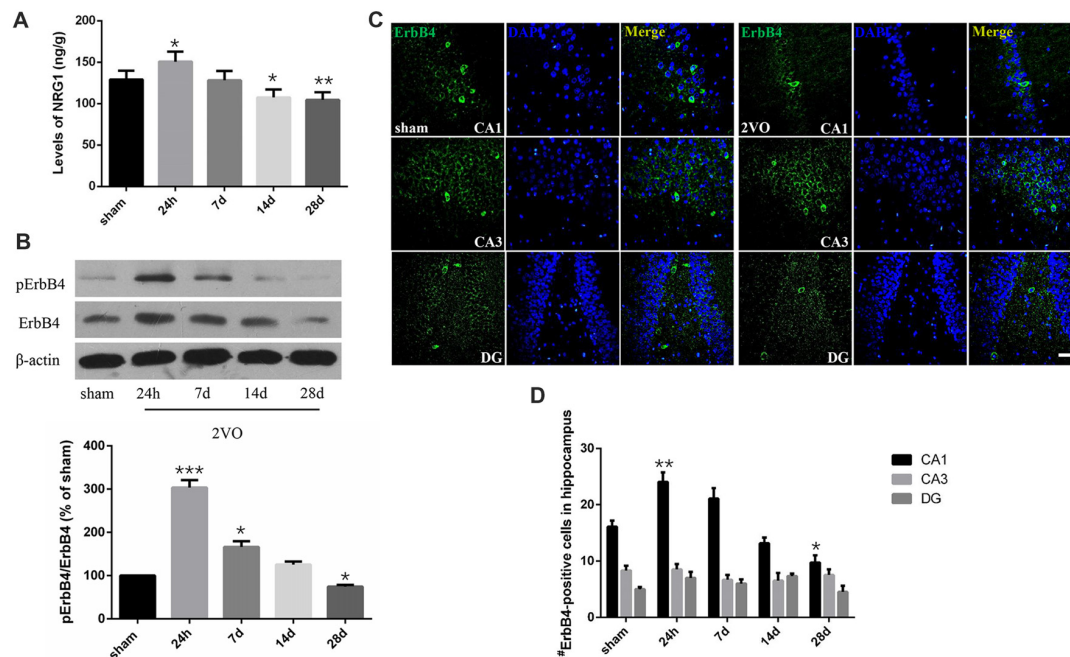 A
Levels of NRG1 (ng/g)
200
150
100
50
0
*
*
**
sham
24h
7d
14d
28d
B
pErbB4
ErbB4
β-actin
sham 24h 7d 14d 28d
2VO
pErbB4/ErbB4 (% of sham)
400
300
200
100
0
***
*
*
sham
24h
7d
14d
28d
C
ErbB4 DAPI Merge ErbB4 DAPI Merge
sham CA1 2VO CA1
CA3 CA3
DG DG
D
#ErbB4-positive cells in hippocampus
30
20
10
0
**
*
sham
24h
7d
14d
28d
CA1
CA3
DG